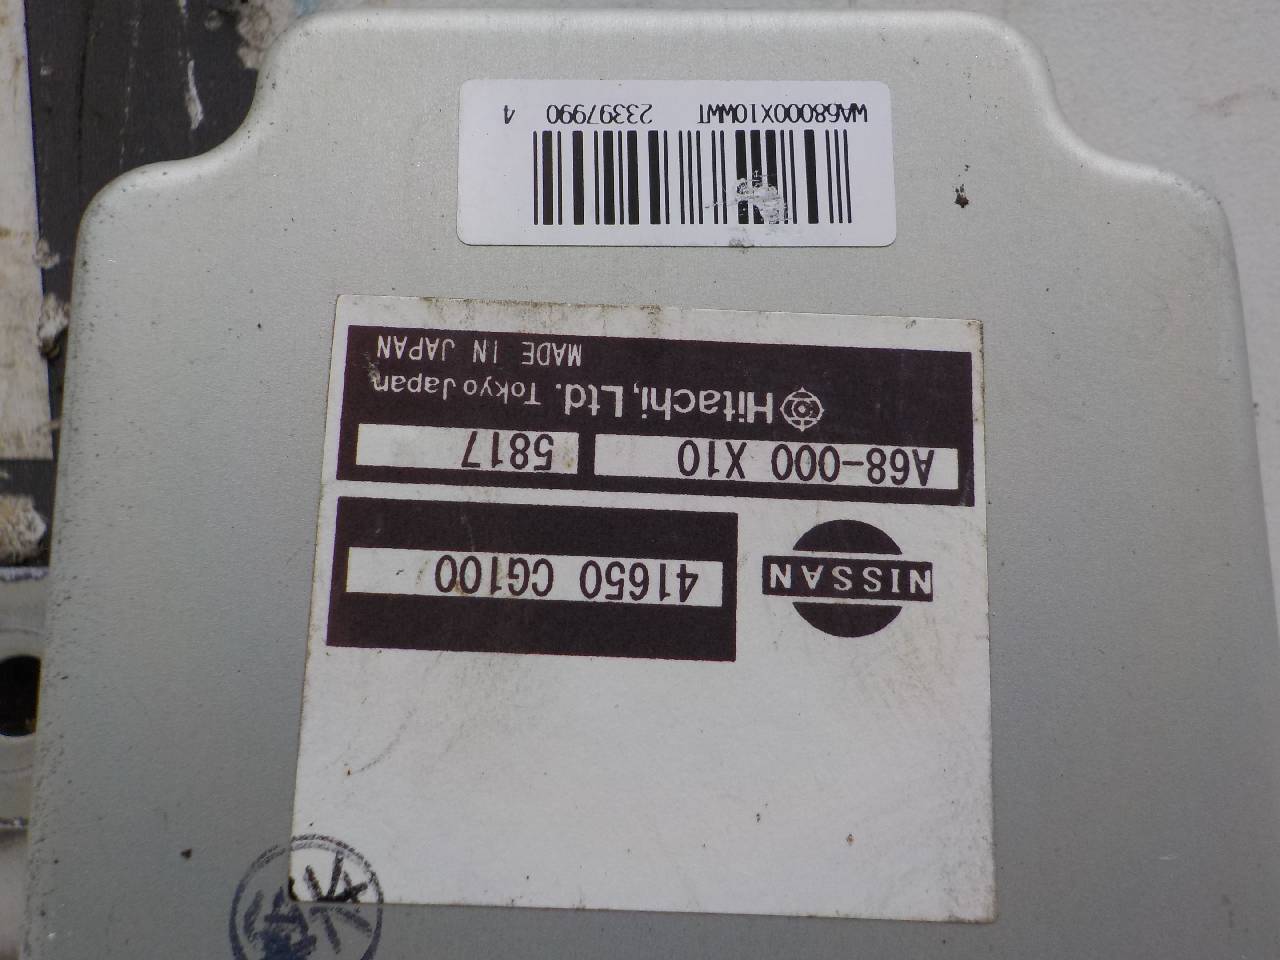 NISSAN
41650 CG100
A68-000 X10 5817
Hitachi, Ltd. Tokyo Japan
MADE IN JAPAN
WA68000X10WWT 23397990 4